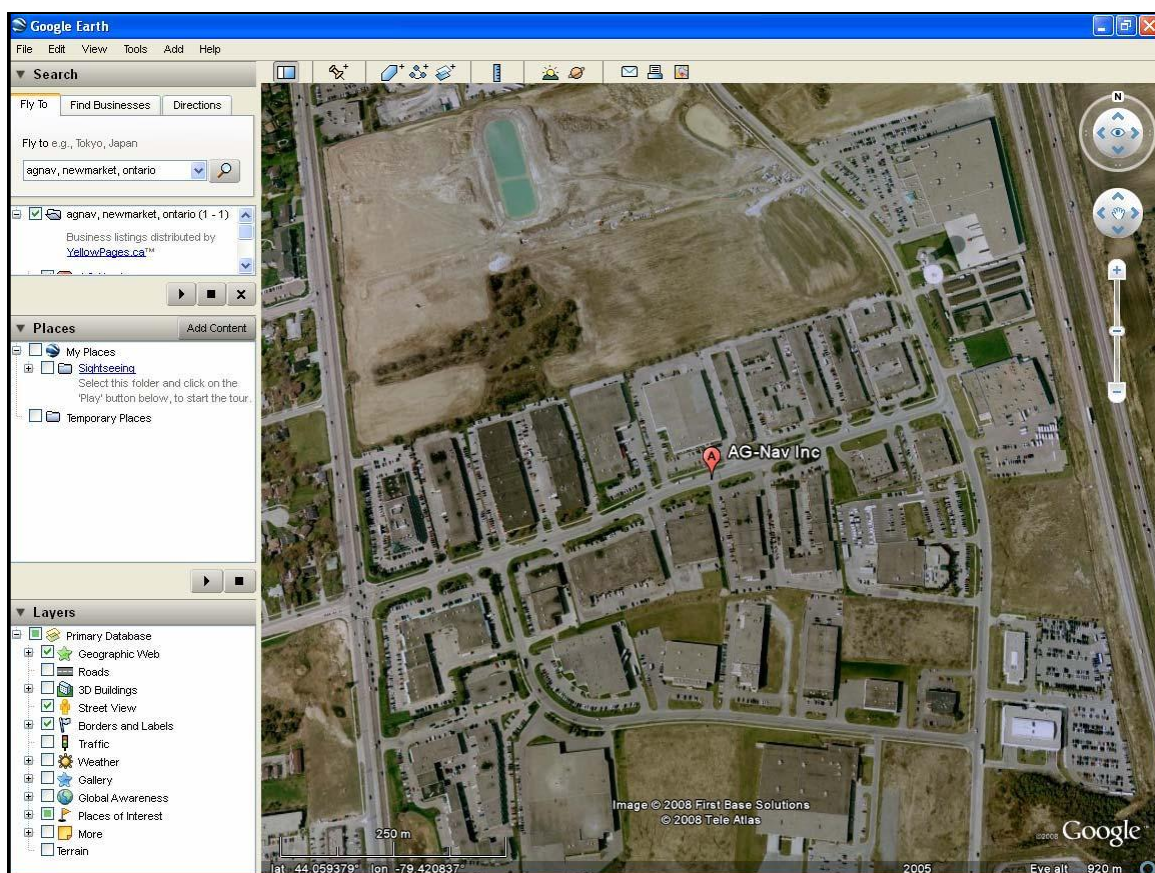 Google Earth
File Edit View Tools Add Help
Search
Fly To Find Businesses Directions
Fly to e.g., Tokyo, Japan
agnav, newmarket, ontario
agnav, newmarket, ontario (1 - 1)
Business listings distributed by
YellowPages.ca™
Places Add Content
My Places
Sightseeing
Select this folder and click on the
'Play' button below, to start the tour.
Temporary Places
Layers
Primary Database
Geographic Web
Roads
3D Buildings
Street View
Borders and Labels
Traffic
Weather
Gallery
Global Awareness
Places of Interest
More
Terrain
N
A AG-Nav Inc
Image © 2008 First Base Solutions
© 2008 Tele Atlas
©2008 Google
250 m
lat 44.059379° lon -79.420837° 2005 Eye alt 920 m